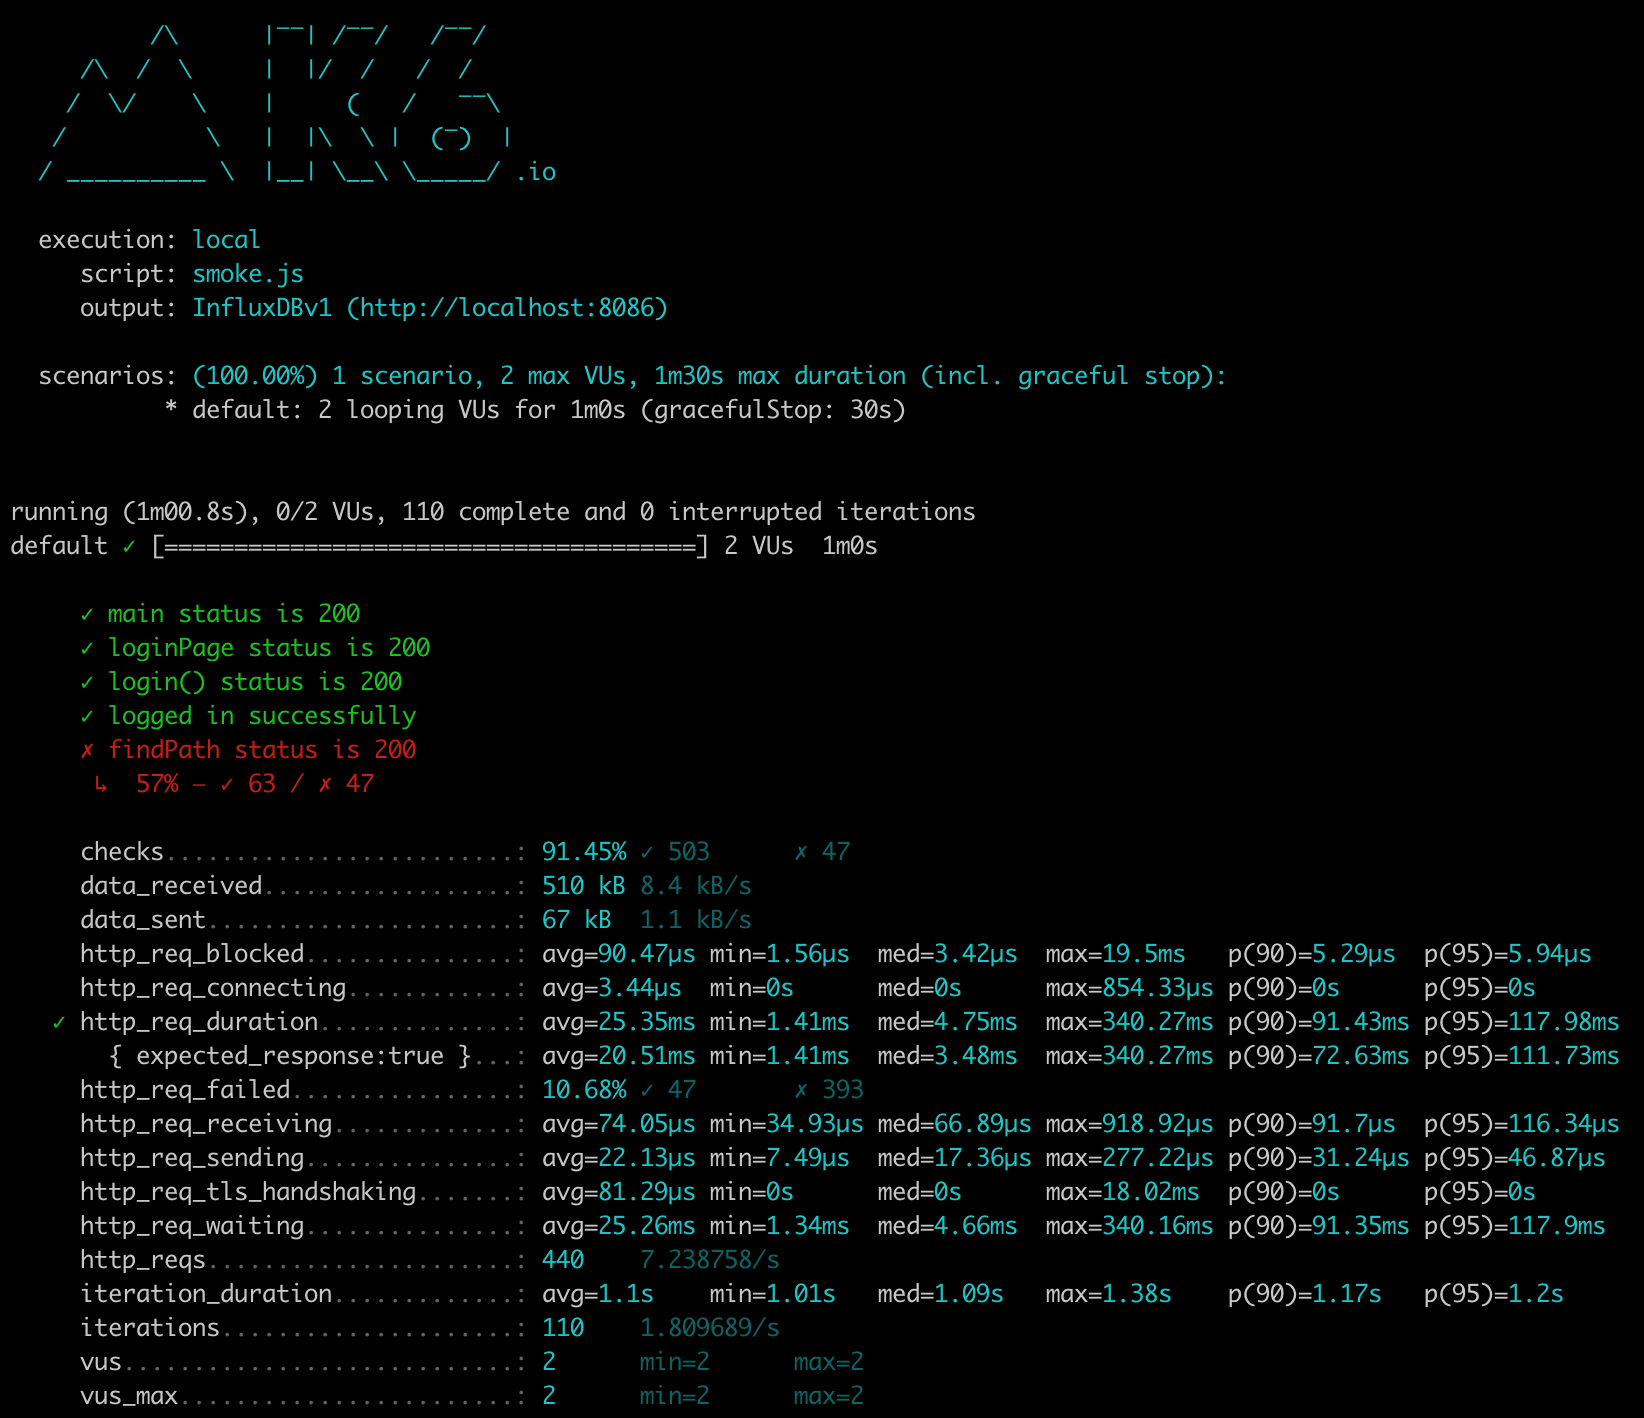 /\      |‾‾| /‾‾/   /‾‾/
     /\  /  \     |  |/  /   /  /
    /  \/    \    |     (   /   ‾‾\
   /          \   |  |\  \ |  (‾)  |
  / __________ \  |__| \__\ \_____/ .io
execution: local
script: smoke.js
output: InfluxDBv1 (http://localhost:8086)
scenarios: (100.00%) 1 scenario, 2 max VUs, 1m30s max duration (incl. graceful stop):
* default: 2 looping VUs for 1m0s (gracefulStop: 30s)
running (1m00.8s), 0/2 VUs, 110 complete and 0 interrupted iterations
default ✓ [======================================] 2 VUs  1m0s
✓ main status is 200
✓ loginPage status is 200
✓ login() status is 200
✓ logged in successfully
✗ findPath status is 200
↳  57% — ✓ 63 / ✗ 47
checks.........................: 91.45% ✓ 503      ✗ 47
data_received..................: 510 kB 8.4 kB/s
data_sent......................: 67 kB  1.1 kB/s
http_req_blocked...............: avg=90.47µs min=1.56µs  med=3.42µs  max=19.5ms   p(90)=5.29µs  p(95)=5.94µs
http_req_connecting............: avg=3.44µs  min=0s      med=0s      max=854.33µs p(90)=0s      p(95)=0s
✓ http_req_duration..............: avg=25.35ms min=1.41ms  med=4.75ms  max=340.27ms p(90)=91.43ms p(95)=117.98ms
{ expected_response:true }...: avg=20.51ms min=1.41ms  med=3.48ms  max=340.27ms p(90)=72.63ms p(95)=111.73ms
http_req_failed................: 10.68% ✓ 47       ✗ 393
http_req_receiving.............: avg=74.05µs min=34.93µs med=66.89µs max=918.92µs p(90)=91.7µs  p(95)=116.34µs
http_req_sending...............: avg=22.13µs min=7.49µs  med=17.36µs max=277.22µs p(90)=31.24µs p(95)=46.87µs
http_req_tls_handshaking.......: avg=81.29µs min=0s      med=0s      max=18.02ms  p(90)=0s      p(95)=0s
http_req_waiting...............: avg=25.26ms min=1.34ms  med=4.66ms  max=340.16ms p(90)=91.35ms p(95)=117.9ms
http_reqs......................: 440    7.238758/s
iteration_duration.............: avg=1.1s    min=1.01s   med=1.09s   max=1.38s    p(90)=1.17s   p(95)=1.2s
iterations.....................: 110    1.809689/s
vus............................: 2      min=2      max=2
vus_max........................: 2      min=2      max=2